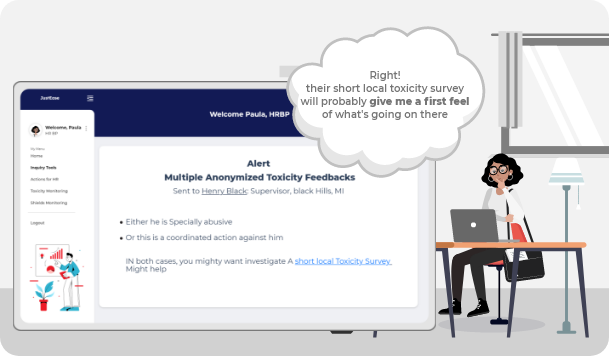 JustEase
Welcome Paula, HRBP
Right!
their short local toxicity survey
will probably give me a first feel
of what's going on there
Welcome, Paula
HR BP
My Menu
Home
Inquiry Tools
Actions for HR
Toxicity Monitoring
Shields Monitoring
Logout
Alert
Multiple Anonymized Toxicity Feedbacks
Sent to Henry Black: Supervisor, black Hills, MI
Either he is Specially abusive
Or this is a coordinated action against him
IN both cases, you mighty want investigate A short local Toxicity Survey
Might help